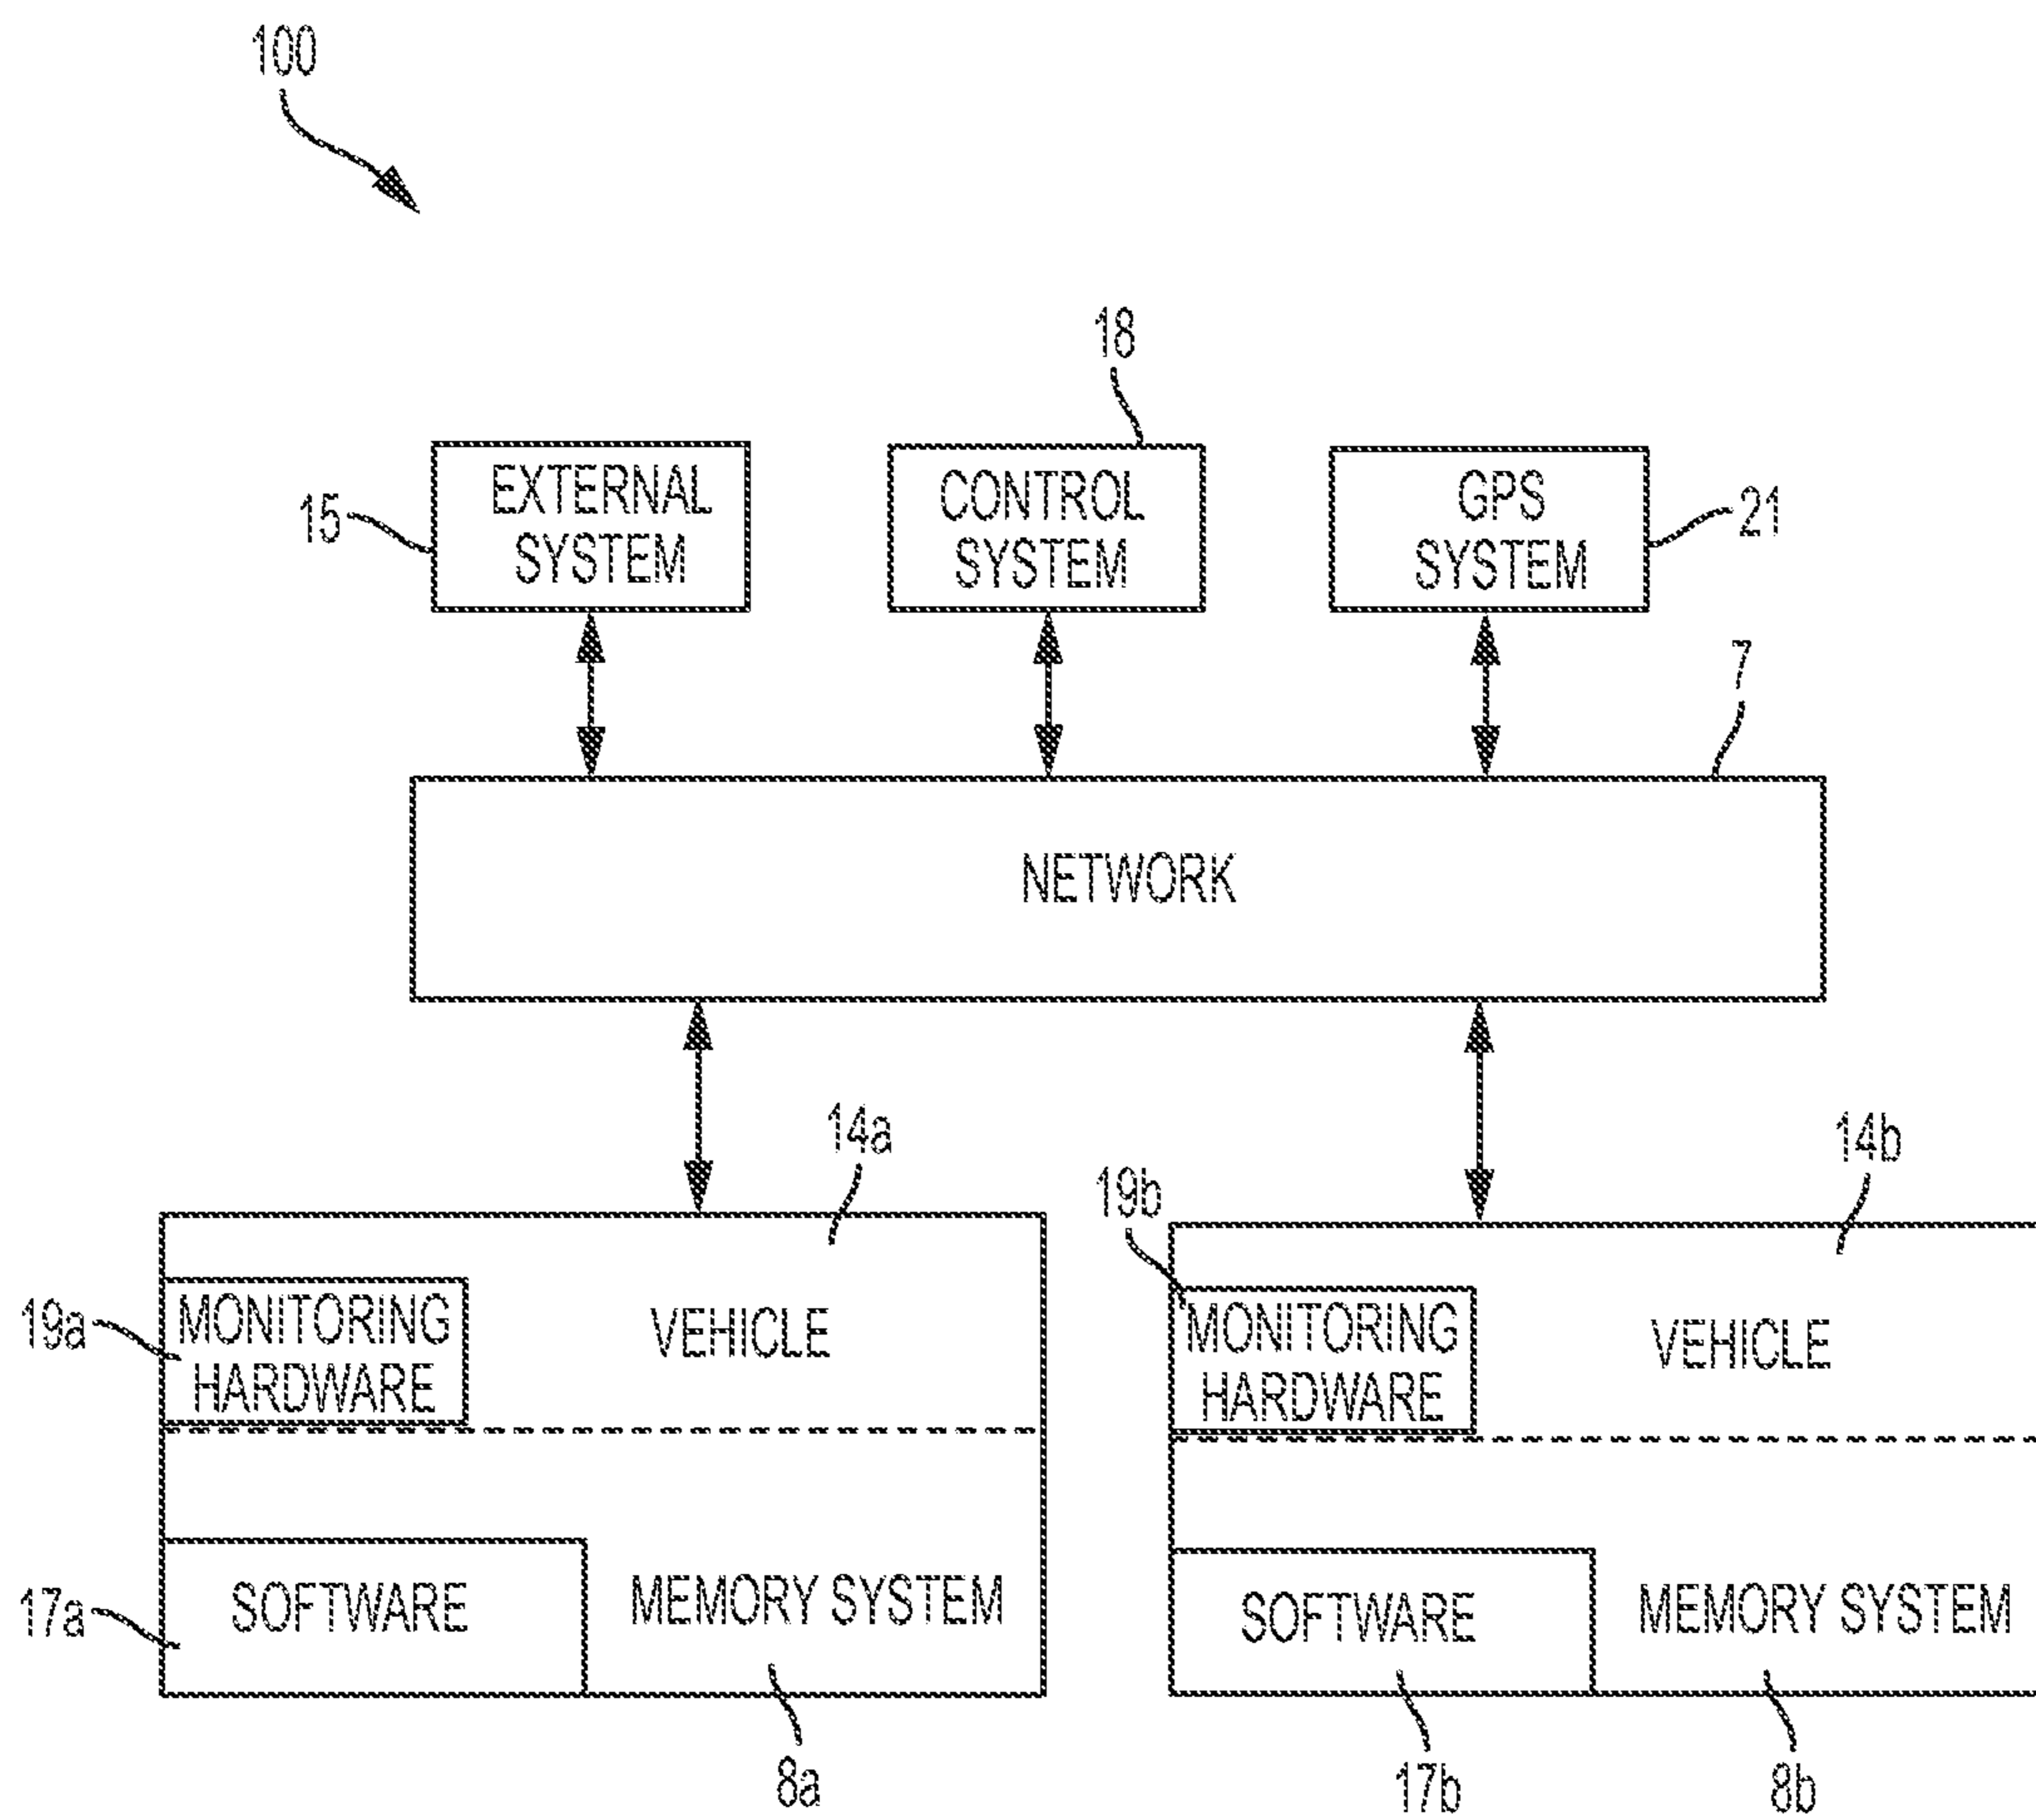 100
18
15
EXTERNAL
SYSTEM
CONTROL
SYSTEM
GPS
SYSTEM
21
7
NETWORK
14a
14b
19b
19a
MONITORING
HARDWARE
VEHICLE
MONITORING
HARDWARE
VEHICLE
17a
SOFTWARE
MEMORY SYSTEM
SOFTWARE
MEMORY SYSTEM
8a
17b
8b